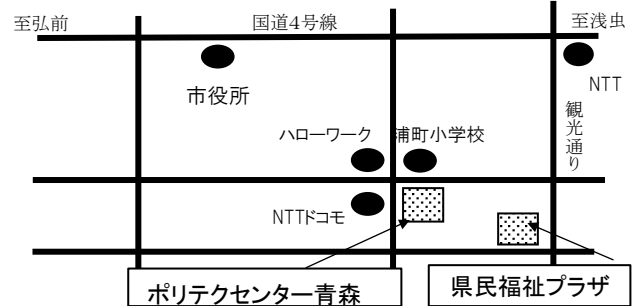 至弘前
国道4号線
至浅虫
市役所
NTT
観光通り
ハローワーク
浦町小学校
NTTドコモ
ポリテクセンター青森
県民福祉プラザ